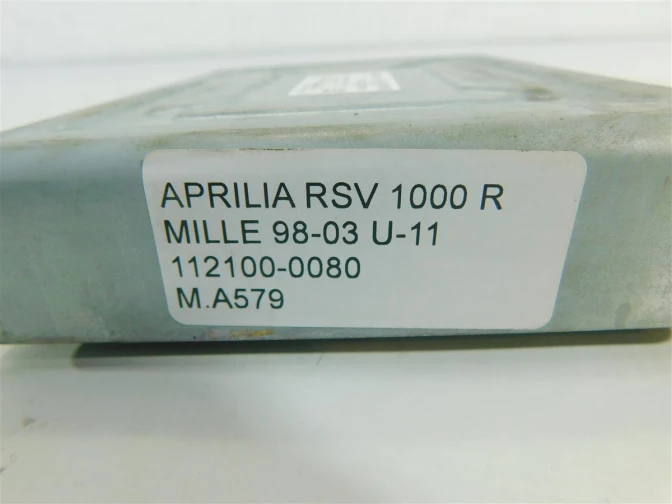 APRILIA RSV 1000 R
MILLE 98-03 U-11
112100-0080
M.A579